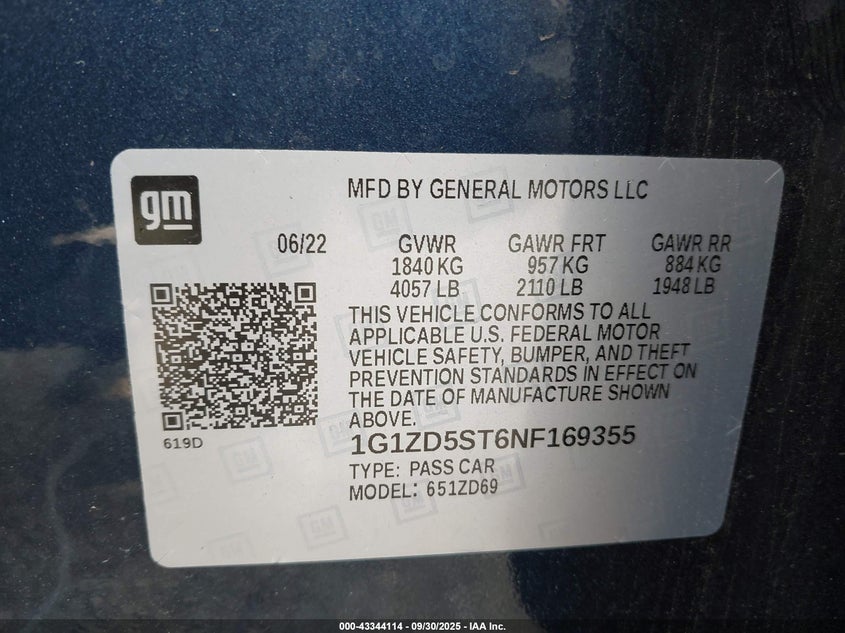 gm
MFD BY GENERAL MOTORS LLC
06/22 GVWR GAWR FRT GAWR RR
1840 KG 957 KG 884 KG
4057 LB 2110 LB 1948 LB
THIS VEHICLE CONFORMS TO ALL
APPLICABLE U.S. FEDERAL MOTOR
VEHICLE SAFETY, BUMPER, AND THEFT
PREVENTION STANDARDS IN EFFECT ON
THE DATE OF MANUFACTURE SHOWN
ABOVE.
619D
1G1ZD5ST6NF169355
TYPE: PASS CAR
MODEL: 651ZD69
000-43344114 - 09/30/2025 - IAA Inc.